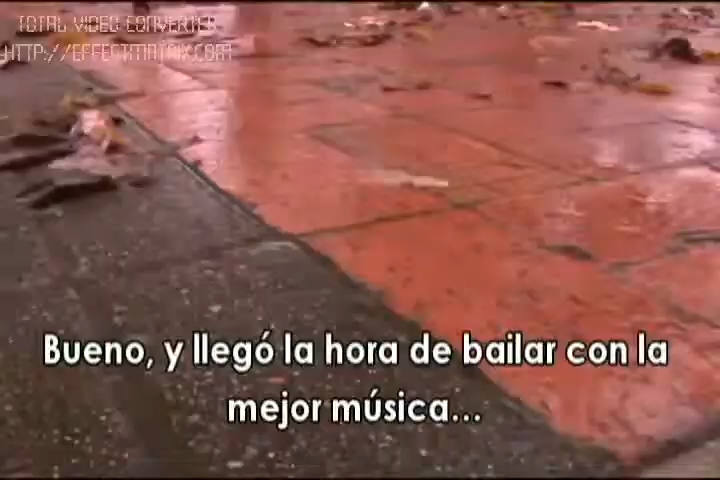 TOTAL VIDEO CONVERTER
HTTP://EFFECTMATRIX.COM
Bueno, y llegó la hora de bailar con la
mejor música...